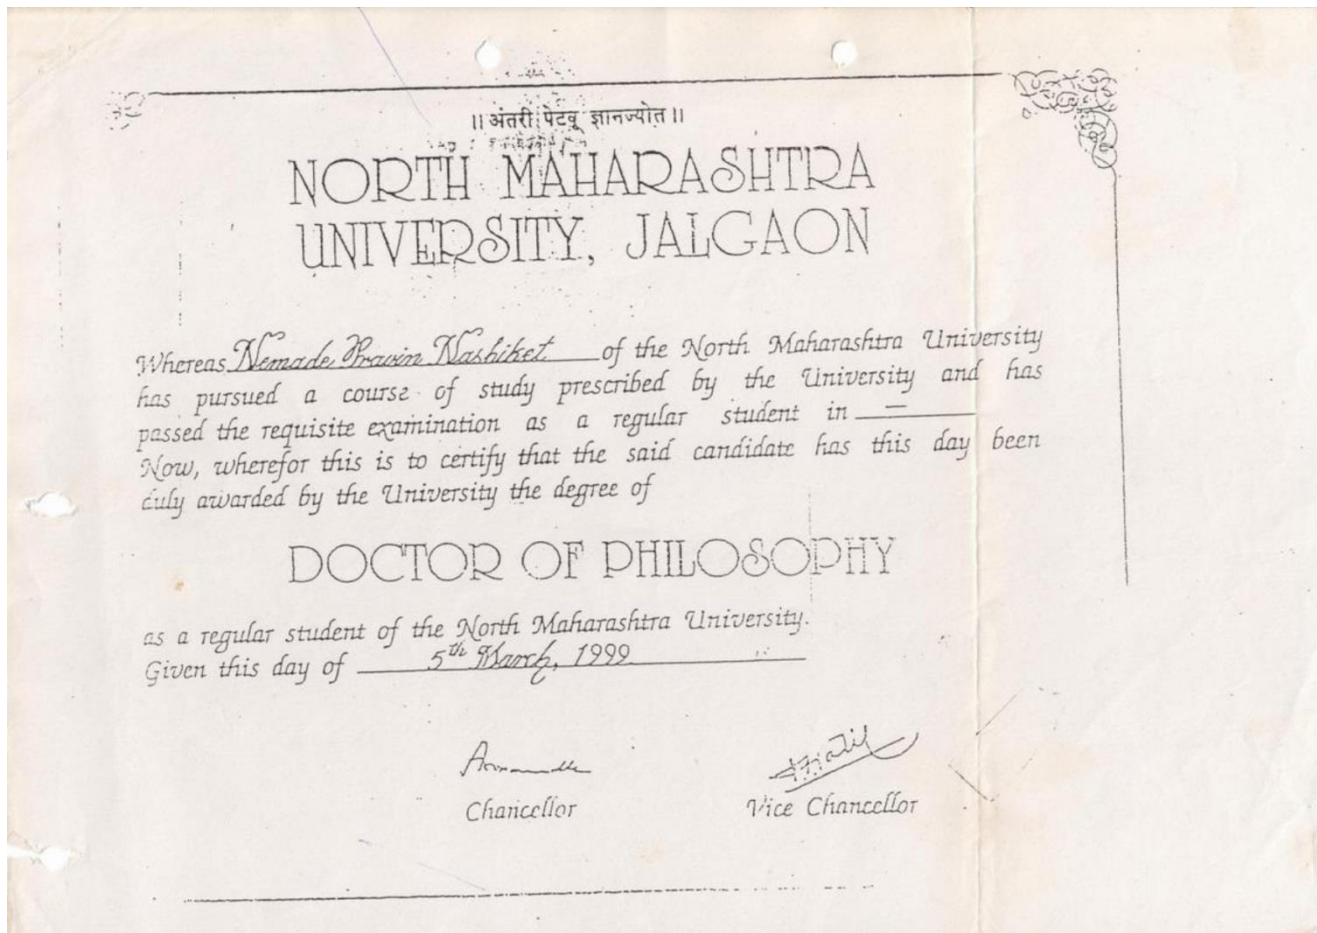 ॥ अंतरी पेटवू ज्ञानज्योत ॥
NORTH MAHARASHTRA
UNIVERSITY, JALGAON
Whereas Nemade Pravin Nashiket of the North Maharashtra University
has pursued a course of study prescribed by the University and has
passed the requisite examination as a regular student in —
Now, wherefor this is to certify that the said candidate has this day been
duly awarded by the University the degree of
DOCTOR OF PHILOSOPHY
as a regular student of the North Maharashtra University.
Given this day of 5th March, 1999
Chancellor Vice Chancellor